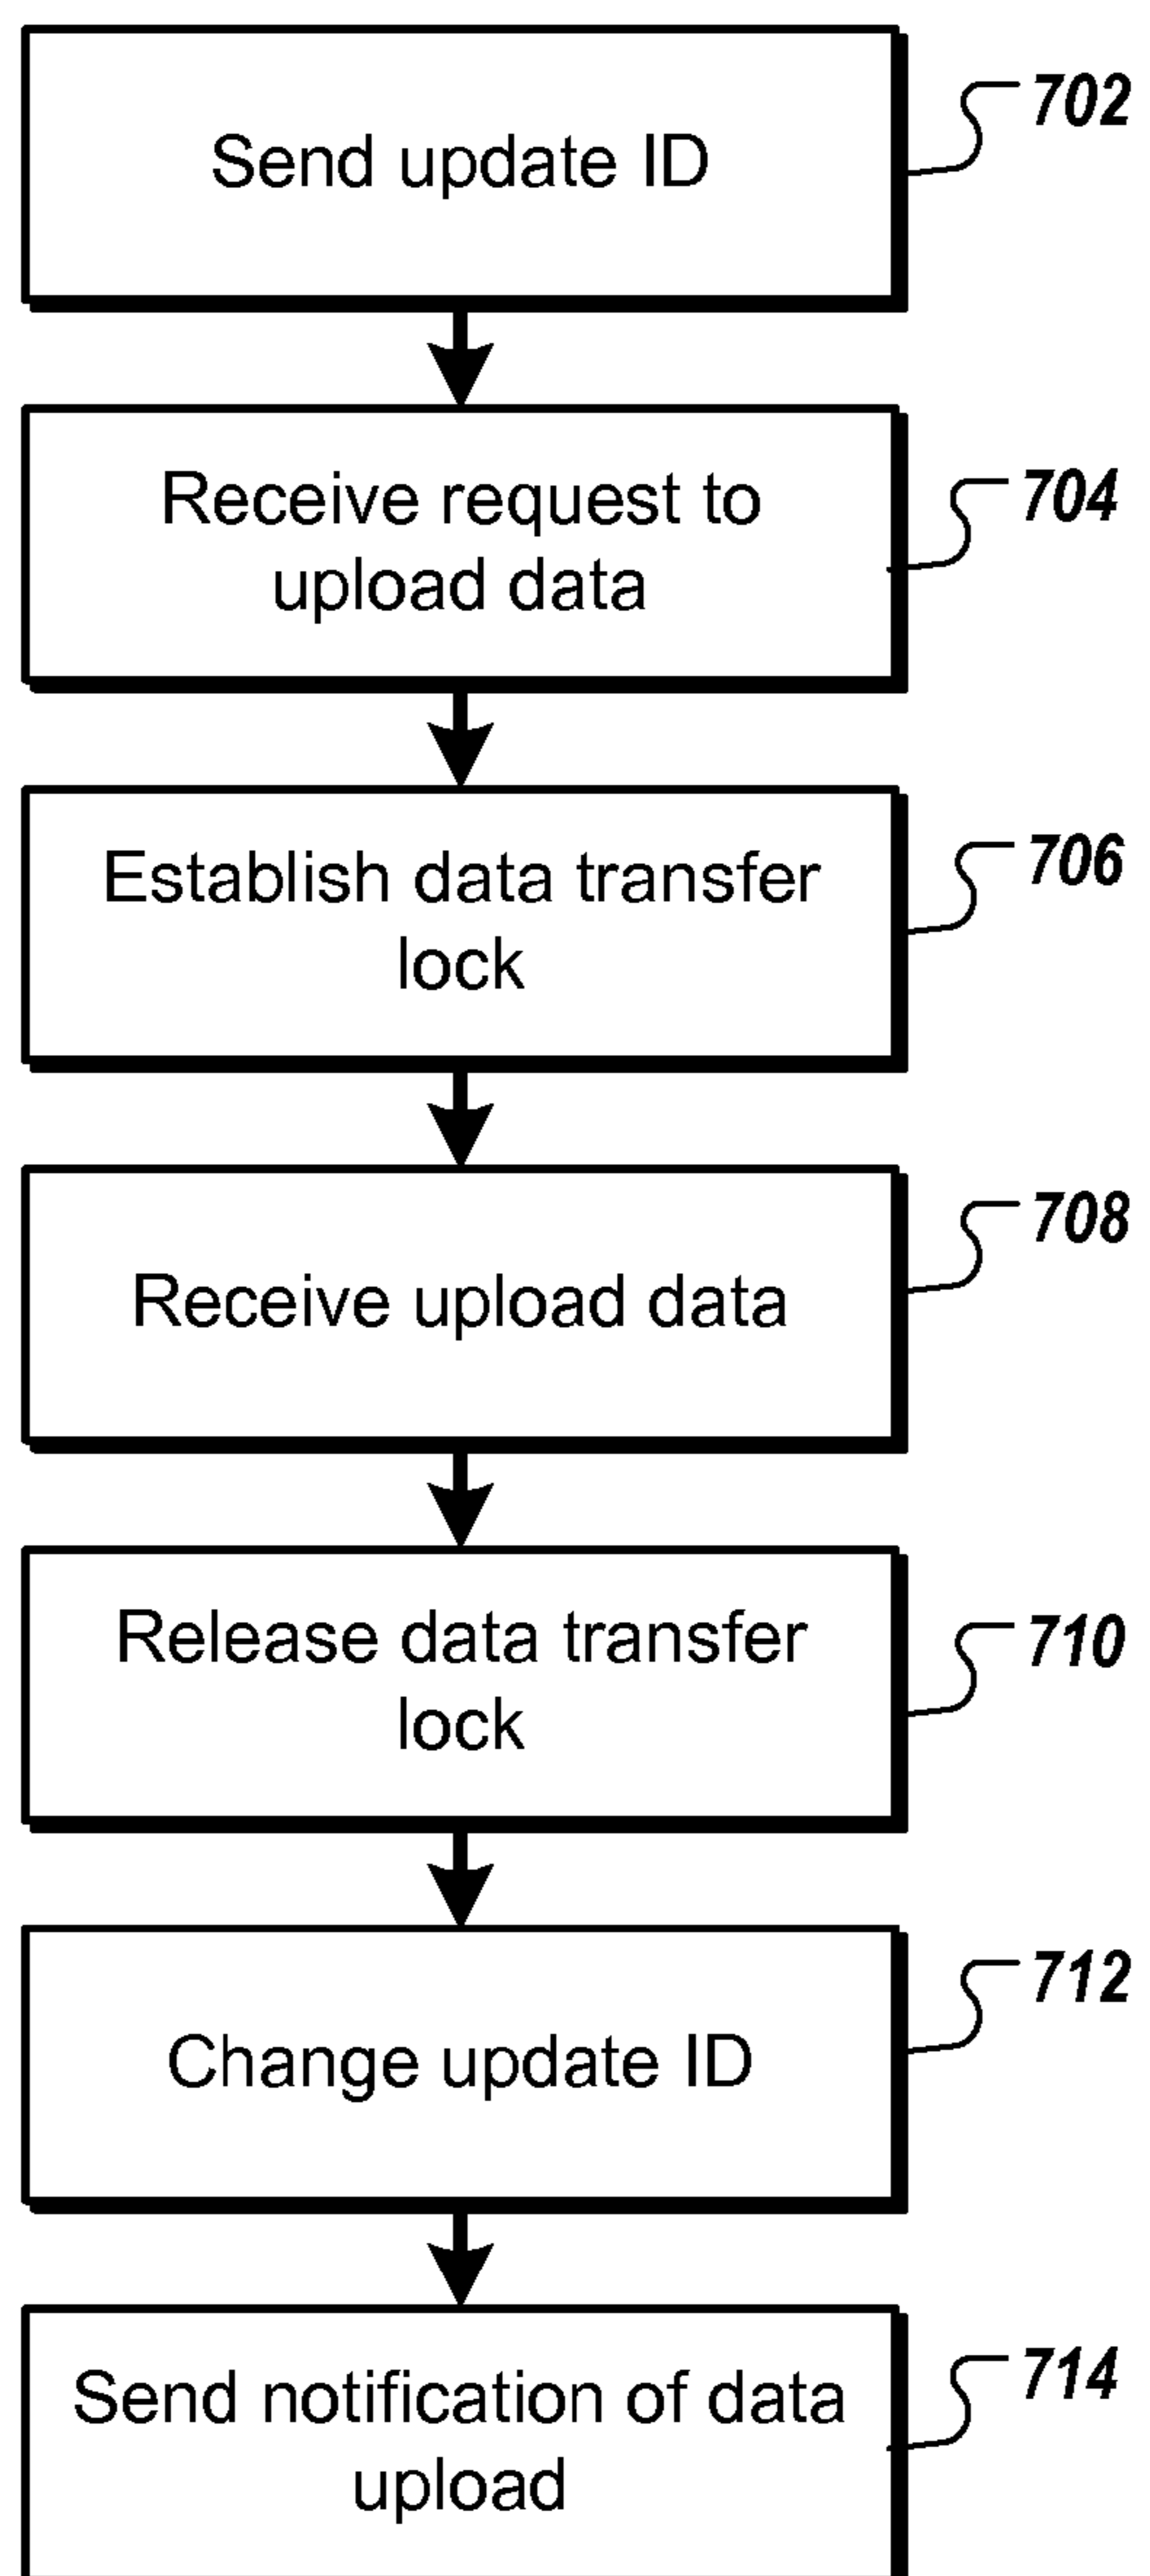 Send update ID
702
Receive request to
upload data
704
Establish data transfer
lock
706
Receive upload data
708
Release data transfer
lock
710
Change update ID
712
Send notification of data
upload
714